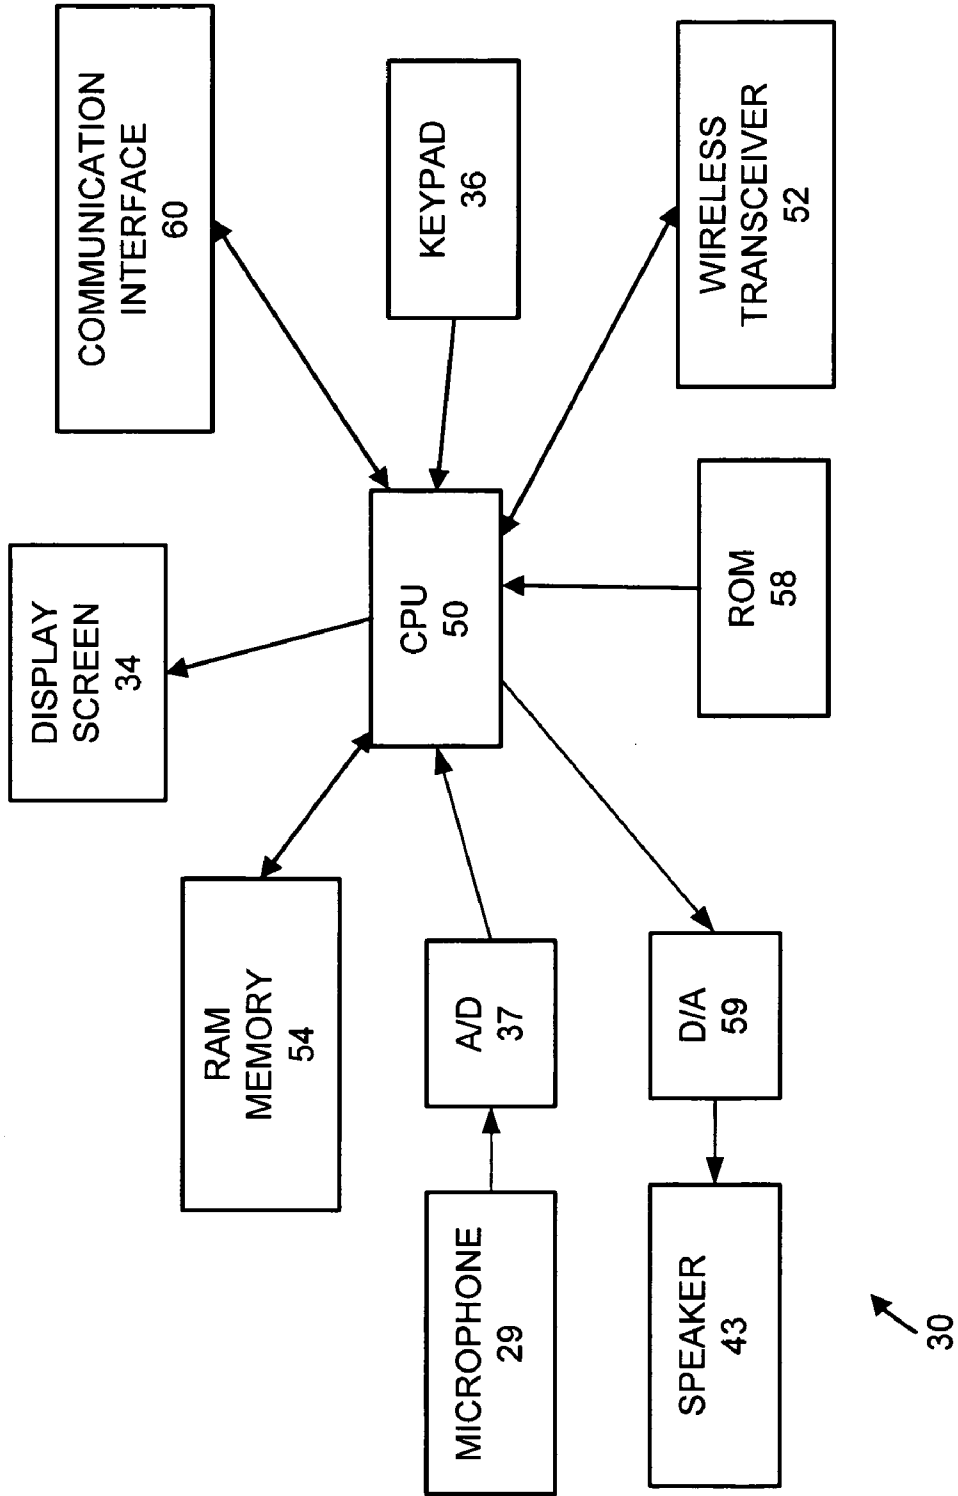 DISPLAY
SCREEN
34
COMMUNICATION
INTERFACE
60
RAM
MEMORY
54
MICROPHONE
29
A/D
37
CPU
50
KEYPAD
36
SPEAKER
43
D/A
59
ROM
58
WIRELESS
TRANSCEIVER
52
30